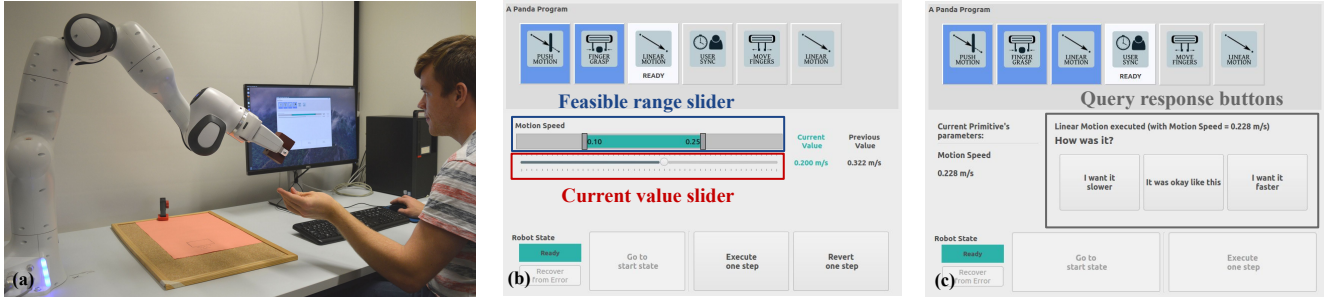 (a)
A Panda Program
PUSH
MOTION
FINGER
GRASP
LINEAR
MOTION
READY
USER
SYNC
MOVE
FINGERS
LINEAR
MOTION
Feasible range slider
Motion Speed
0.10
0.25
Current
Value
Previous
Value
0.200 m/s
0.322 m/s
Current value slider
Robot State
Ready
Recover
from Error
Go to
start state
Execute
one step
Revert
one step
(b)
A Panda Program
PUSH
MOTION
FINGER
GRASP
LINEAR
MOTION
USER
SYNC
READY
MOVE
FINGERS
LINEAR
MOTION
Query response buttons
Current Primitive's
parameters:
Motion Speed
0.228 m/s
Linear Motion executed (with Motion Speed = 0.228 m/s)
How was it?
I want it
slower
It was okay like this
I want it
faster
Robot State
Ready
Recover
from Error
Go to
start state
Execute
one step
(c)